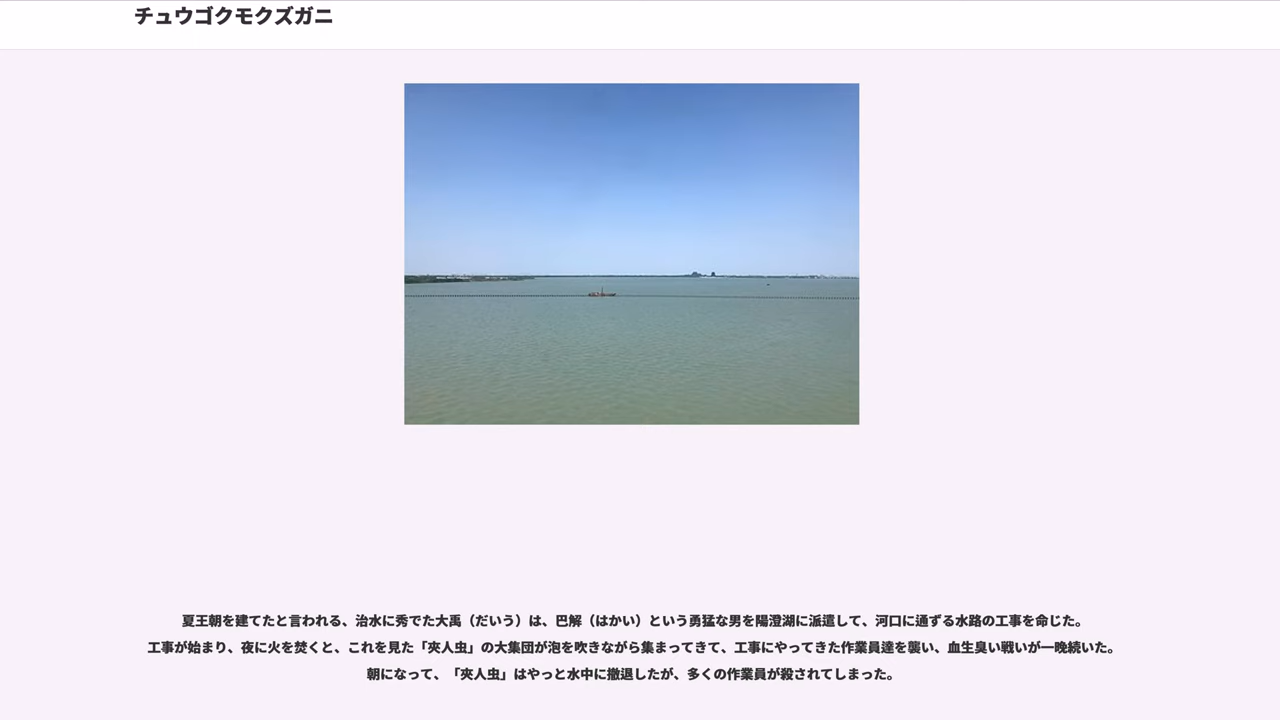 チュウゴクモクズガニ
夏王朝を建てたと言われる、治水に秀でた大禹（だいう）は、巴解（はかい）という勇猛な男を陽澄湖に派遣して、河口に通ずる水路の工事を命じた。
工事が始まり、夜に火を焚くと、これを見た「夾人虫」の大集団が泡を吹きながら集まってきて、工事にやってきた作業員達を襲い、血生臭い戦いが一晩続いた。
朝になって、「夾人虫」はやっと水中に撤退したが、多くの作業員が殺されてしまった。